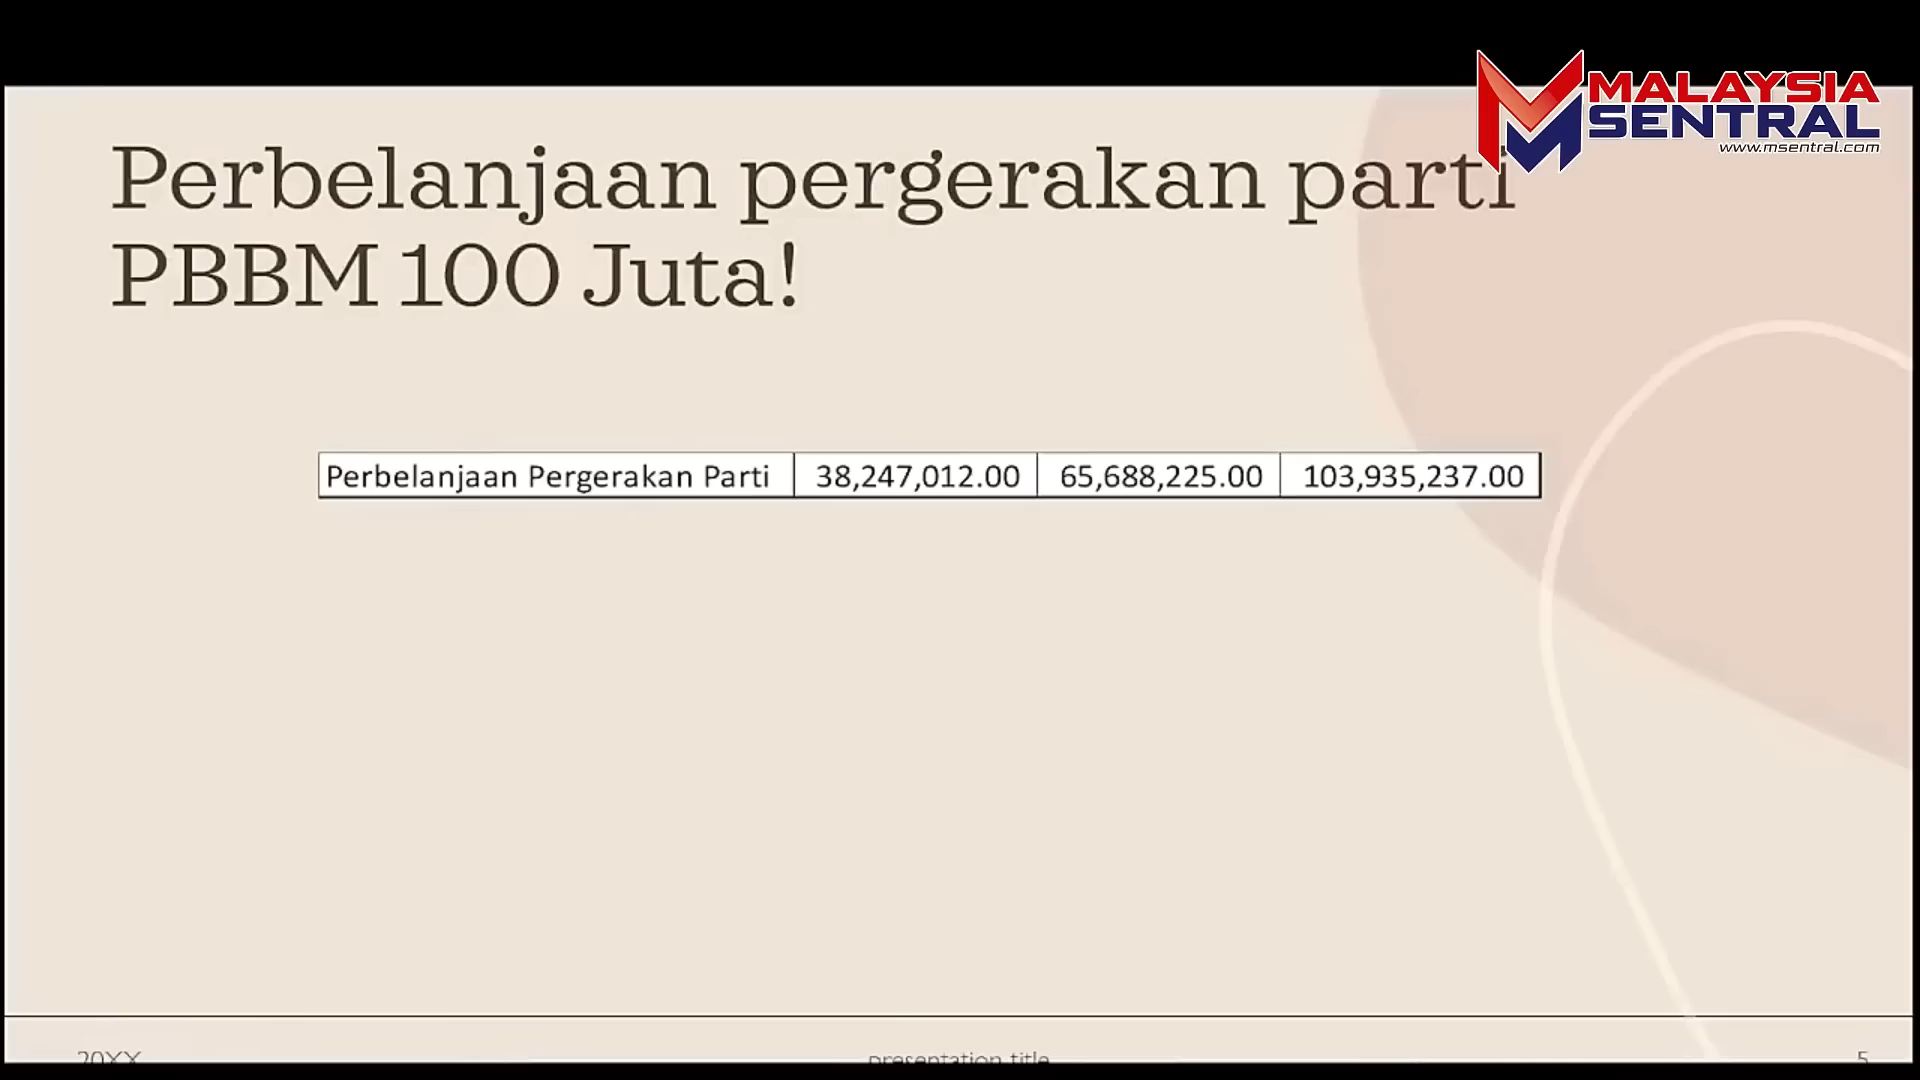 MALAYSIA
SENTRAL
www.msentral.com
Perbelanjaan pergerakan parti
PBBM 100 Juta!
Perbelanjaan Pergerakan Parti 38,247,012.00 65,688,225.00 103,935,237.00
20XX presentation title 5